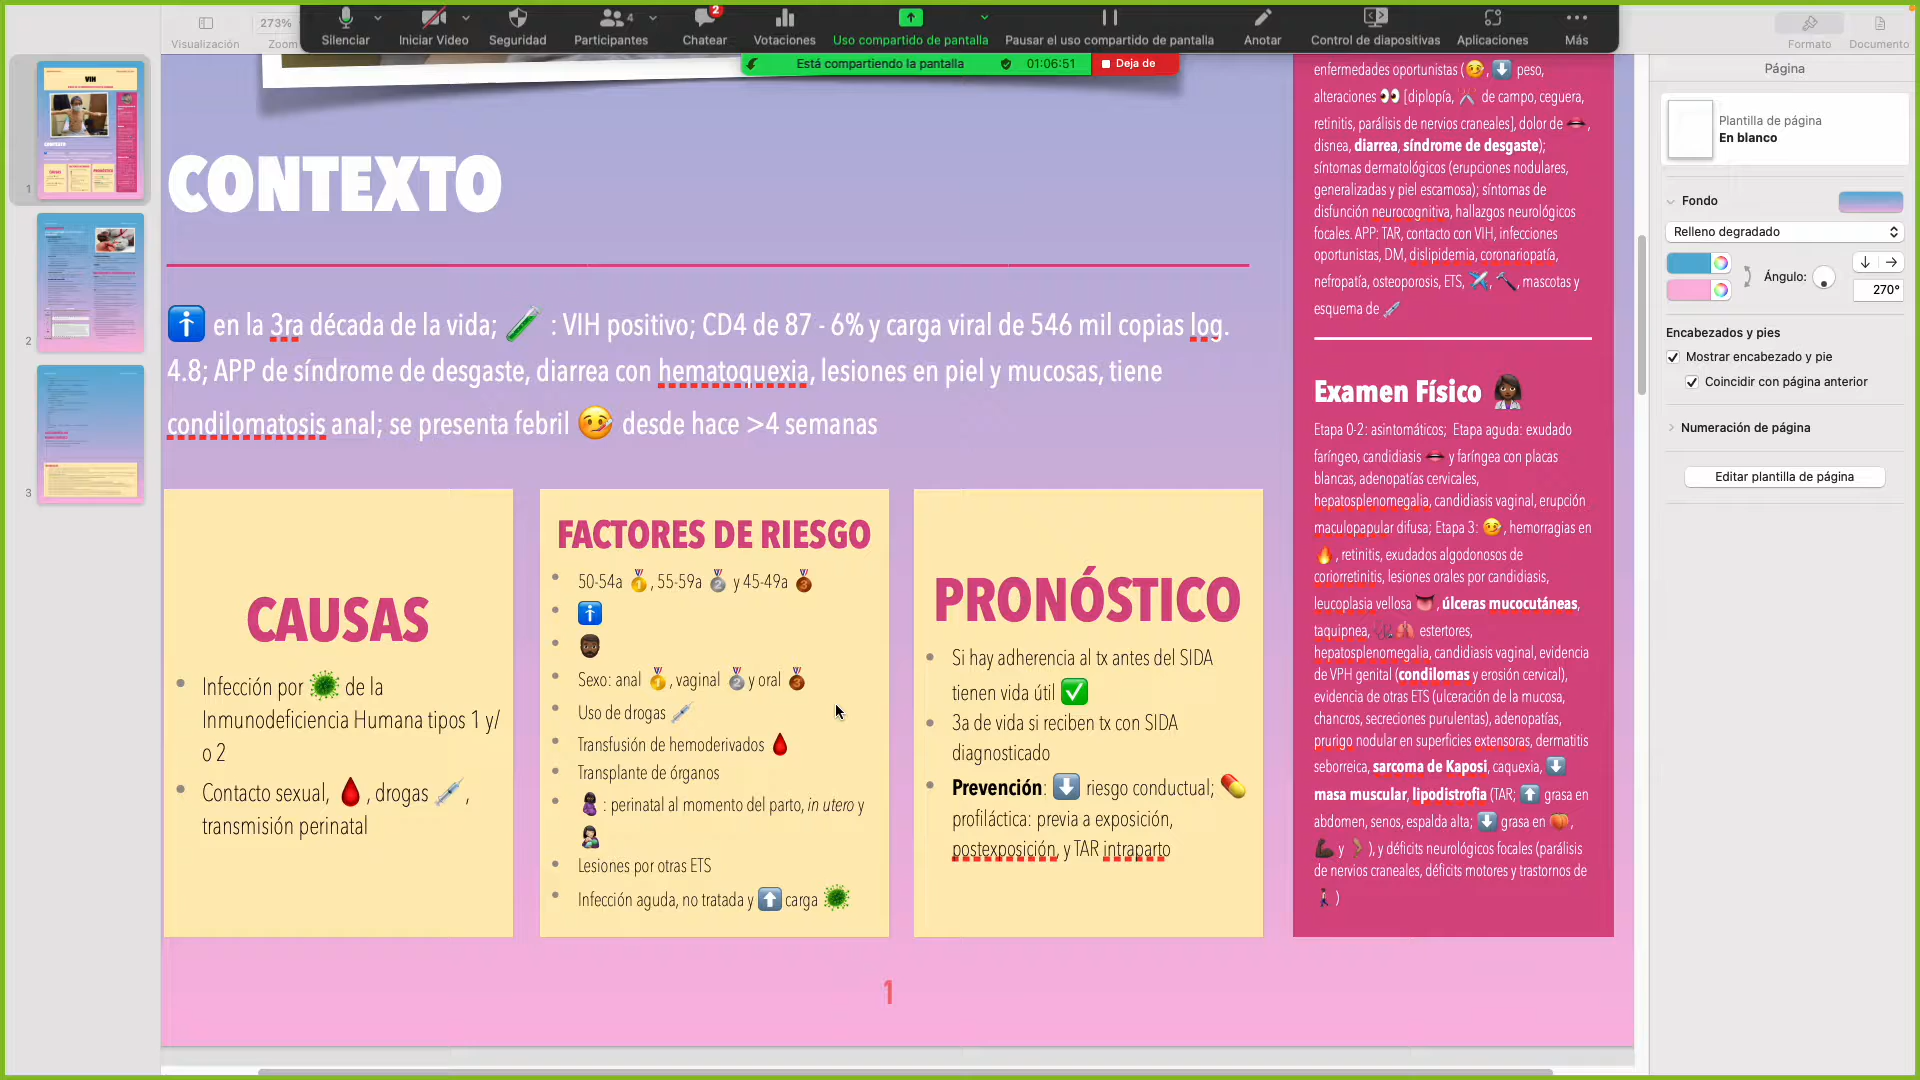 Visualización
273%
Zoom
Silenciar
Iniciar Video
Seguridad
4
Participantes
2
Chatear
Votaciones
Uso compartido de pantalla
Pausar el uso compartido de pantalla
Anotar
Control de diapositivas
Aplicaciones
Más
Formato
Documento
Está compartiendo la pantalla
01:06:51
Deja de
VIH
1
2
3
CONTEXTO
en la 3ra década de la vida; 🧪 : VIH positivo; CD4 de 87 - 6% y carga viral de 546 mil copias log.
4.8; APP de síndrome de desgaste, diarrea con hematoquexia, lesiones en piel y mucosas, tiene
condilomatosis anal; se presenta febril 🤒 desde hace >4 semanas
CAUSAS
• Infección por 🦠 de la
Inmunodeficiencia Humana tipos 1 y/
o 2
• Contacto sexual, 🩸, drogas 💉,
transmisión perinatal
FACTORES DE RIESGO
• 50-54a 🥇, 55-59a 🥈 y 45-49a 🥉
• Sexo: anal 🥇, vaginal 🥈 y oral 🥉
• Uso de drogas 💉
• Transfusión de hemoderivados 🩸
• Transplante de órganos
• 🤰🏿 : perinatal al momento del parto, in utero y
• Lesiones por otras ETS
• Infección aguda, no tratada y ⬆️ carga 🦠
PRONÓSTICO
• Si hay adherencia al tx antes del SIDA
tienen vida útil ✅
• 3a de vida si reciben tx con SIDA
diagnosticado
• Prevención: ⬇️ riesgo conductual; 💊
profiláctica: previa a exposición,
postexposición, y TAR intraparto
1
enfermedades oportunistas (🤒, ⬇️ peso,
alteraciones 👀 [diplopía, ✂️ de campo, ceguera,
retinitis, parálisis de nervios craneales], dolor de 👄,
disnea, diarrea, síndrome de desgaste);
síntomas dermatológicos (erupciones nodulares,
generalizadas y piel escamosa); síntomas de
disfunción neurocognitiva, hallazgos neurológicos
focales. APP: TAR, contacto con VIH, infecciones
oportunistas, DM, dislipidemia, coronariopatía,
nefropatía, osteoporosis, ETS, ✈️, 🔨, mascotas y
esquema de 💉
Examen Físico
Etapa 0-2: asintomáticos; Etapa aguda: exudado
faríngeo, candidiasis 👄 y faríngea con placas
blancas, adenopatías cervicales,
hepatosplenomegalia, candidiasis vaginal, erupción
maculopapular difusa; Etapa 3: 🤒, hemorragias en
🔥, retinitis, exudados algodonosos de
coriorretinitis, lesiones orales por candidiasis,
leucoplasia vellosa 👅, úlceras mucocutáneas,
taquipnea, 🩺🫁 estertores,
hepatosplenomegalia, candidiasis vaginal, evidencia
de VPH genital (condilomas y erosión cervical),
evidencia de otras ETS (ulceración de la mucosa,
chancros, secreciones purulentas), adenopatías,
prurigo nodular en superficies extensoras, dermatitis
seborreica, sarcoma de Kaposi, caquexia, ⬇️
masa muscular, lipodistrofia (TAR; ⬆️ grasa en
abdomen, senos, espalda alta; ⬇️ grasa en 🍑,
💪🏿 y 🦵🏿), y déficits neurológicos focales (parálisis
de nervios craneales, déficits motores y trastornos de
🚶🏿)
Página
Plantilla de página
En blanco
Fondo
Relleno degradado
Ángulo:
270°
Encabezados y pies
Mostrar encabezado y pie
Coincidir con página anterior
Numeración de página
Editar plantilla de página